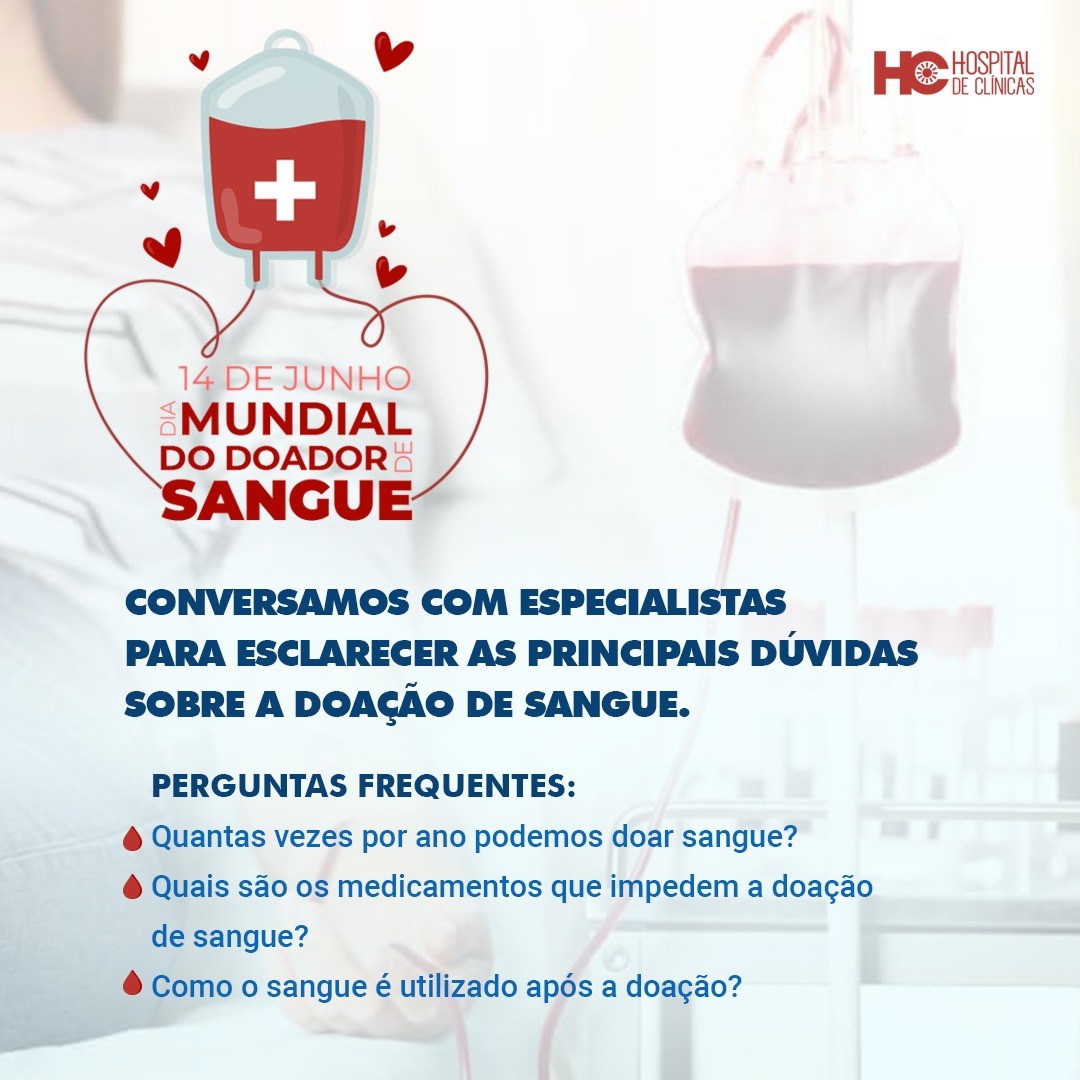 HC HOSPITAL
DE CLÍNICAS
14 DE JUNHO
DIA
MUNDIAL
DO DOADOR
DE
SANGUE
CONVERSAMOS COM ESPECIALISTAS
PARA ESCLARECER AS PRINCIPAIS DÚVIDAS
SOBRE A DOAÇÃO DE SANGUE.
PERGUNTAS FREQUENTES:
Quantas vezes por ano podemos doar sangue?
Quais são os medicamentos que impedem a doação
de sangue?
Como o sangue é utilizado após a doação?